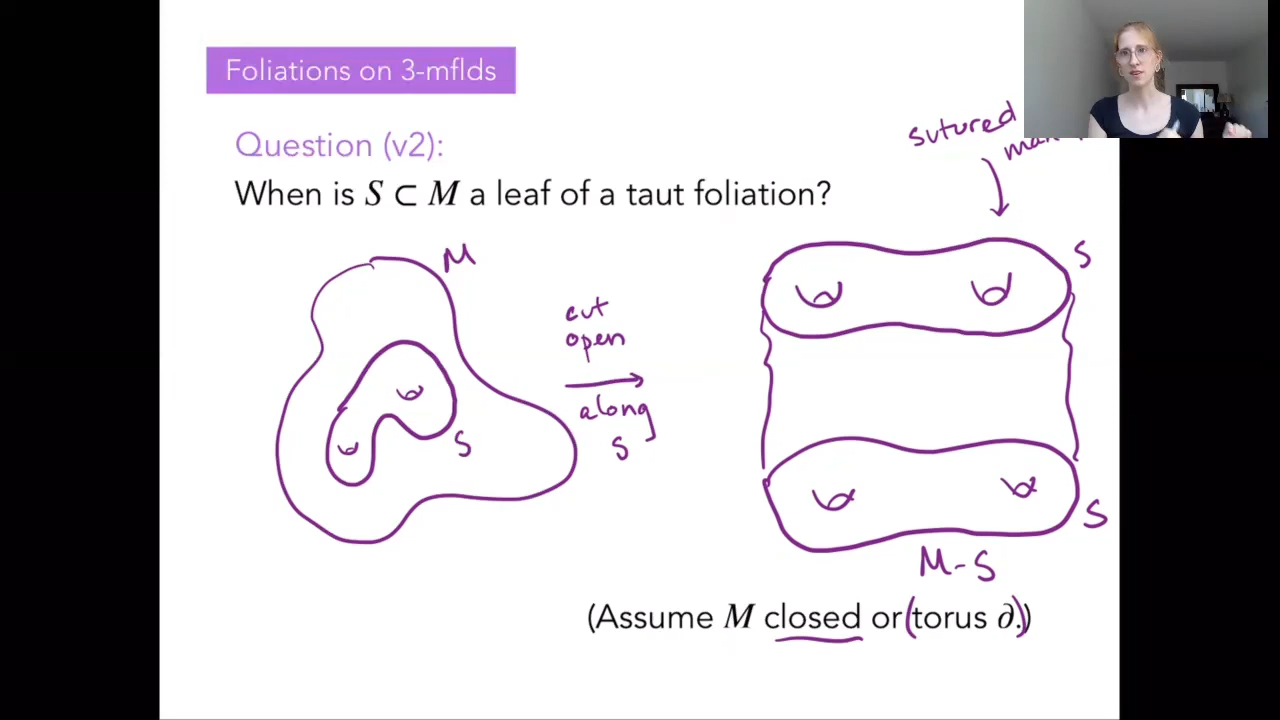 Foliations on 3-mflds
Question (v2):
When is S ⊂ M a leaf of a taut foliation?
sutured
M
S
cut
open
along
S
S
S
M-S
(Assume M closed or (torus ∂.))